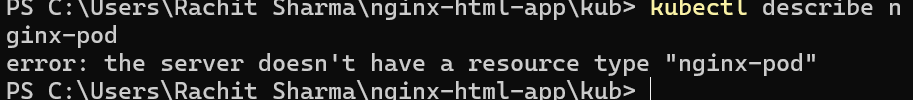 PS C:\Users\Rachit Sharma\nginx-html-app\kub> kubectl describe n
ginx-pod
error: the server doesn't have a resource type "nginx-pod"
PS C:\Users\Rachit Sharma\nginx-html-app\kub>